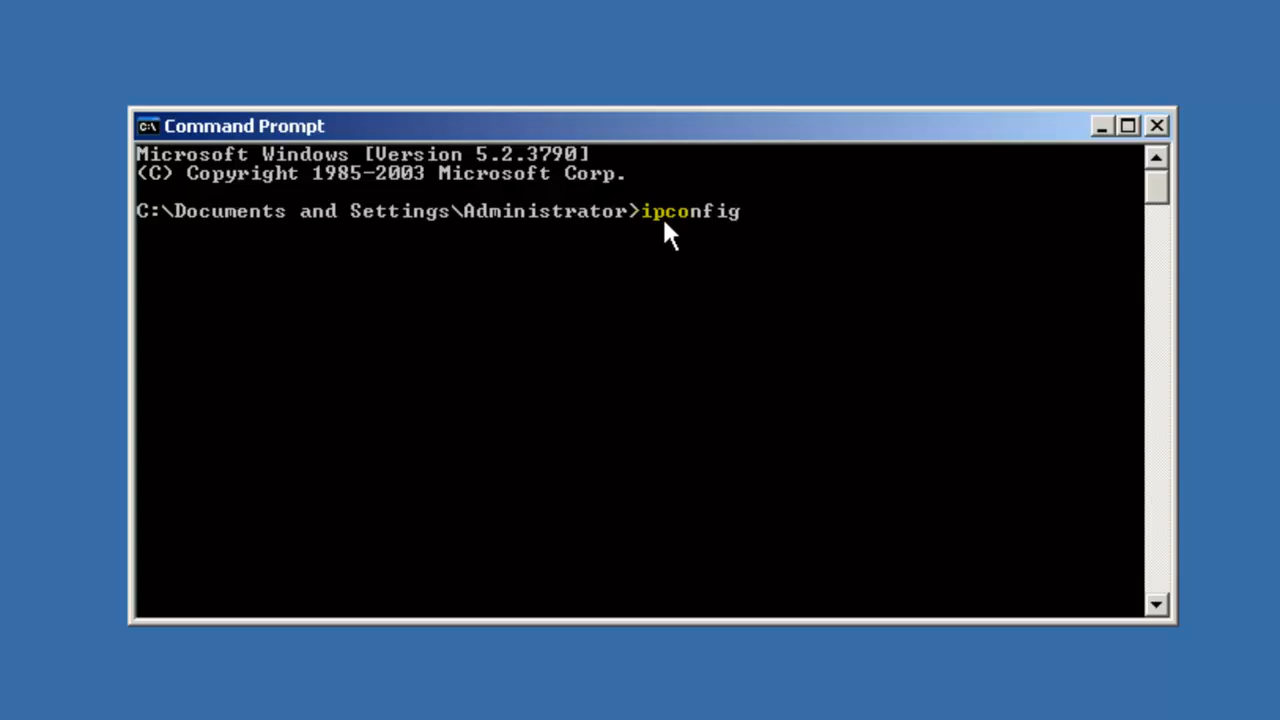 C:\ Command Prompt
Microsoft Windows [Version 5.2.3790]
(C) Copyright 1985-2003 Microsoft Corp.
C:\Documents and Settings\Administrator>ipconfig